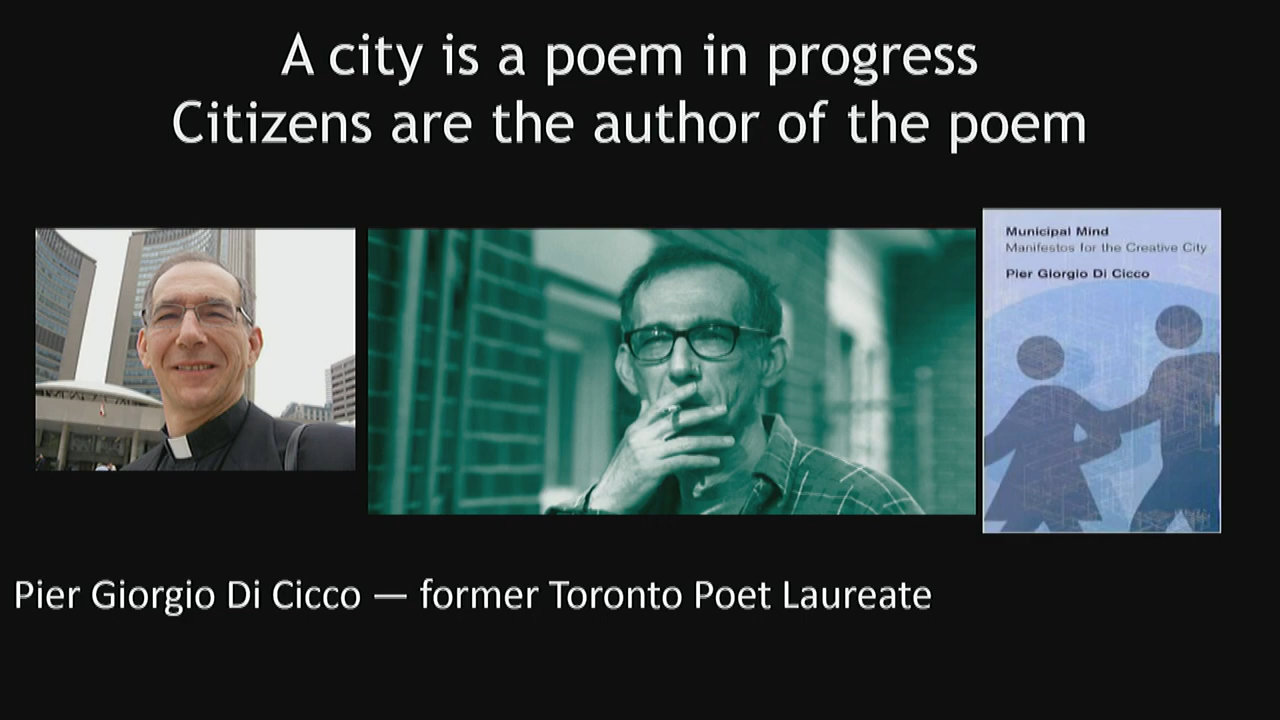 A city is a poem in progress
Citizens are the author of the poem
Municipal Mind
Manifestos for the Creative City
Pier Giorgio Di Cicco
Pier Giorgio Di Cicco — former Toronto Poet Laureate